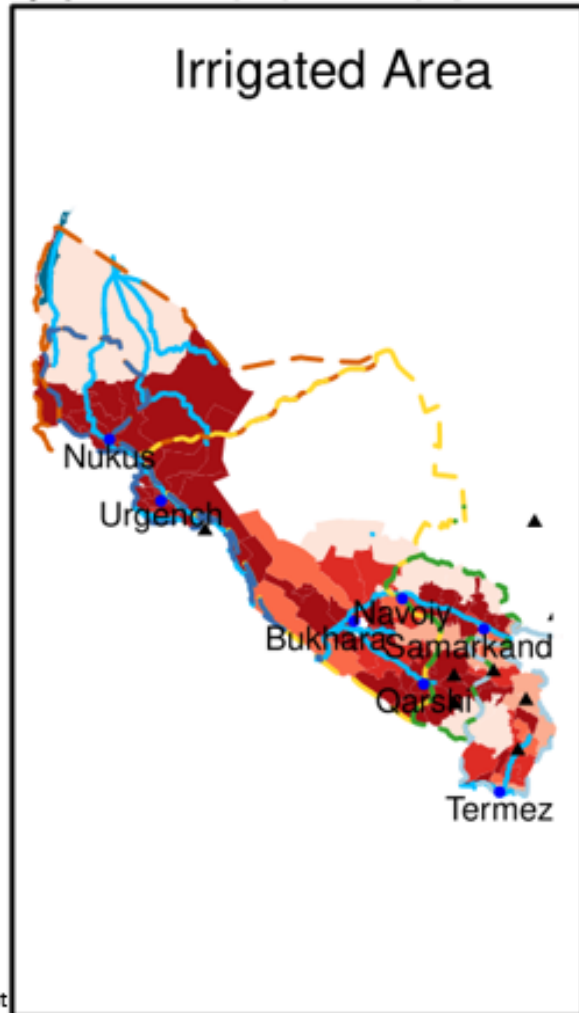 Irrigated Area
Nukus
Urgench
Navoiy
Bukhara
Samarkand
Qarshi
Termez
t